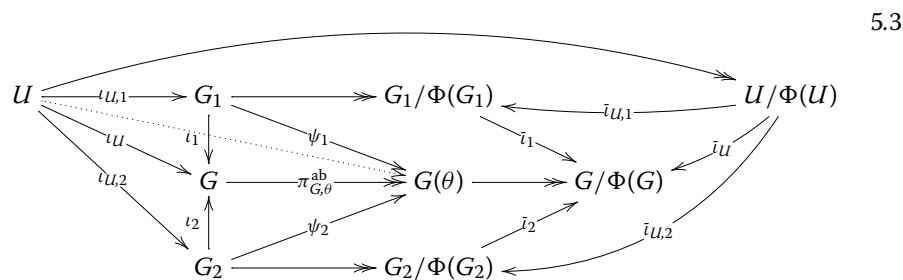 5.3
U ι_{U,1} G_1 G_1/Φ(G_1) ῑ_{U,1} U/Φ(U)
ι_U ι_1 ψ_1 ῑ_1 ῑ_U
ι_{U,2} G π^{ab}_{G,θ} G(θ) G/Φ(G)
ι_2 ψ_2 ῑ_2 ῑ_{U,2}
G_2 G_2/Φ(G_2)